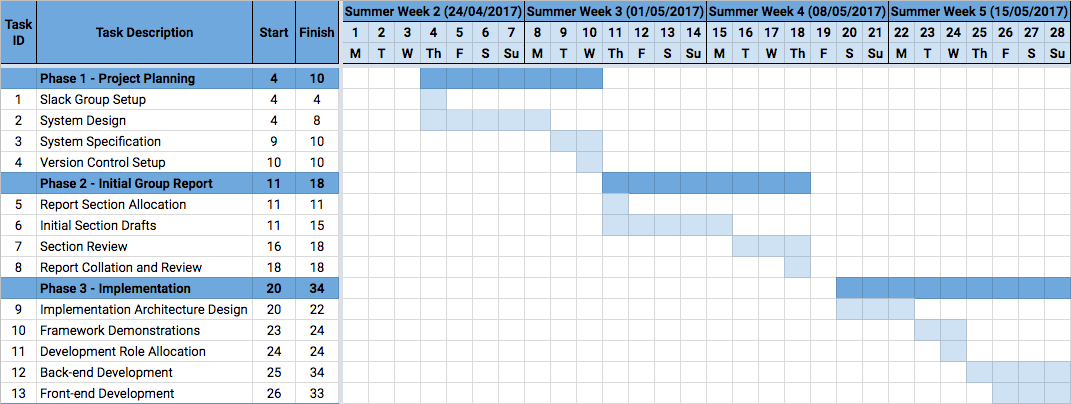 Task ID Task Description Start Finish Summer Week 2 (24/04/2017) Summer Week 3 (01/05/2017) Summer Week 4 (08/05/2017) Summer Week 5 (15/05/2017)
1 2 3 4 5 6 7 8 9 10 11 12 13 14 15 16 17 18 19 20 21 22 23 24 25 26 27 28
M T W Th F S Su M T W Th F S Su M T W Th F S Su M T W Th F S Su
Phase 1 - Project Planning 4 10
1 Slack Group Setup 4 4
2 System Design 4 8
3 System Specification 9 10
4 Version Control Setup 10 10
Phase 2 - Initial Group Report 11 18
5 Report Section Allocation 11 11
6 Initial Section Drafts 11 15
7 Section Review 16 18
8 Report Collation and Review 18 18
Phase 3 - Implementation 20 34
9 Implementation Architecture Design 20 22
10 Framework Demonstrations 23 24
11 Development Role Allocation 24 24
12 Back-end Development 25 34
13 Front-end Development 26 33